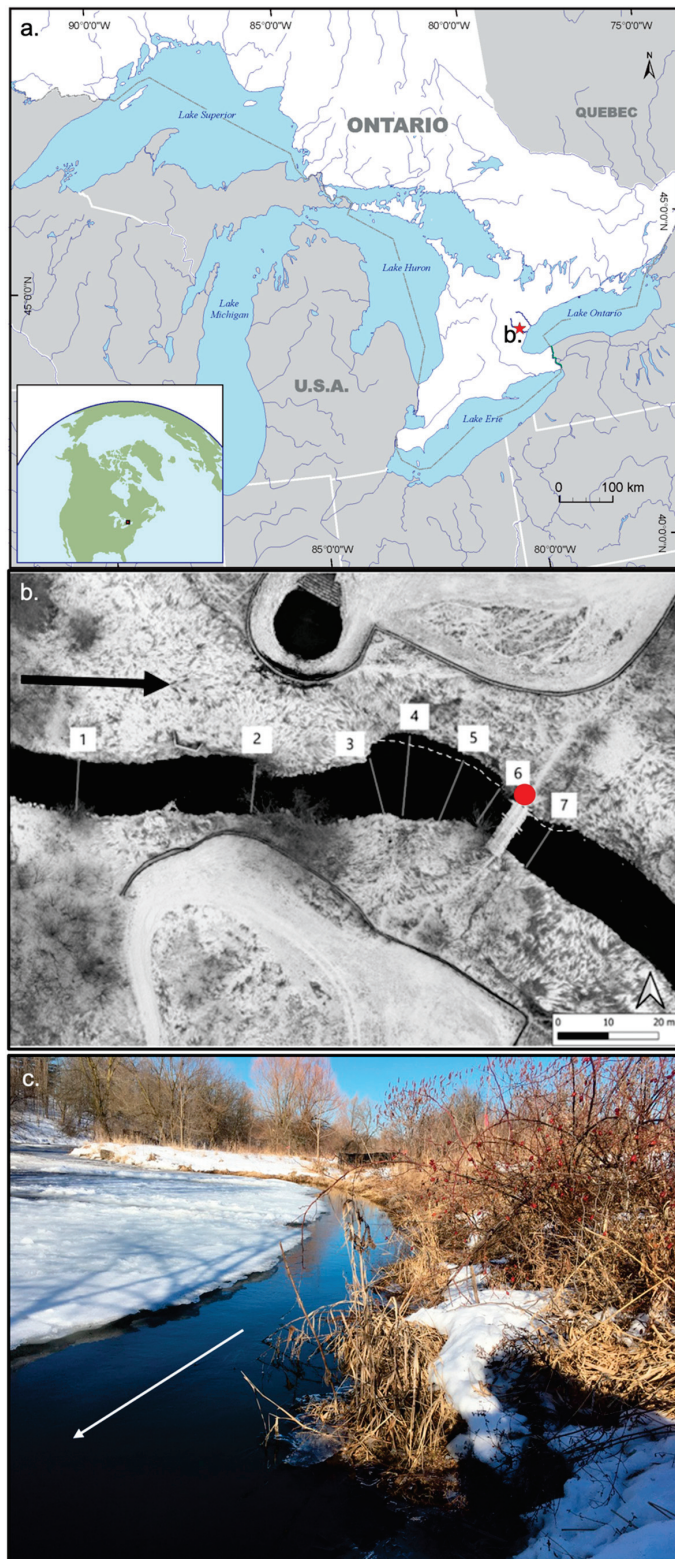 a.
90°0'0"W
85°0'0"W
80°0'0"W
75°0'0"W
N
Lake Superior
ONTARIO
QUEBEC
45°0'0"N
45°0'0"N
Lake Huron
Lake Michigan
Lake Ontario
b.
U.S.A.
Lake Erie
0 100 km
40°0'0"N
85°0'0"W
80°0'0"W
b.
1
2
3
4
5
6
7
0 10 20 m
c.